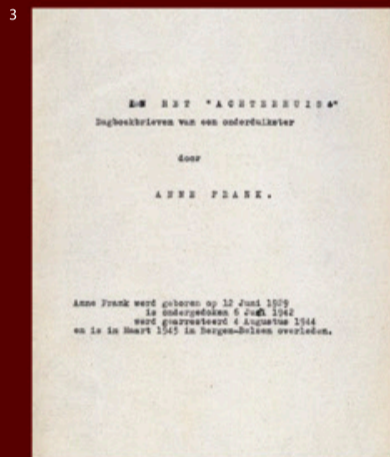 3
IN HET "ACHTERHUIS"
Dagboekbrieven van een onderduikster
door
ANNE FRANK.
Anne Frank werd geboren op 12 Juni 1929
is ondergedoken 6 Juli 1942
werd gearresteerd 4 Augustus 1944
en is in Maart 1945 in Bergen-Belsen overleden.